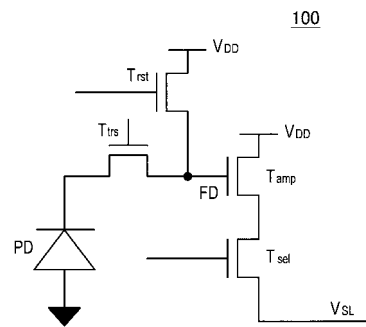 100
VDD
Trst
Ttrs
VDD
FD
Tamp
PD
Tsel
VSL